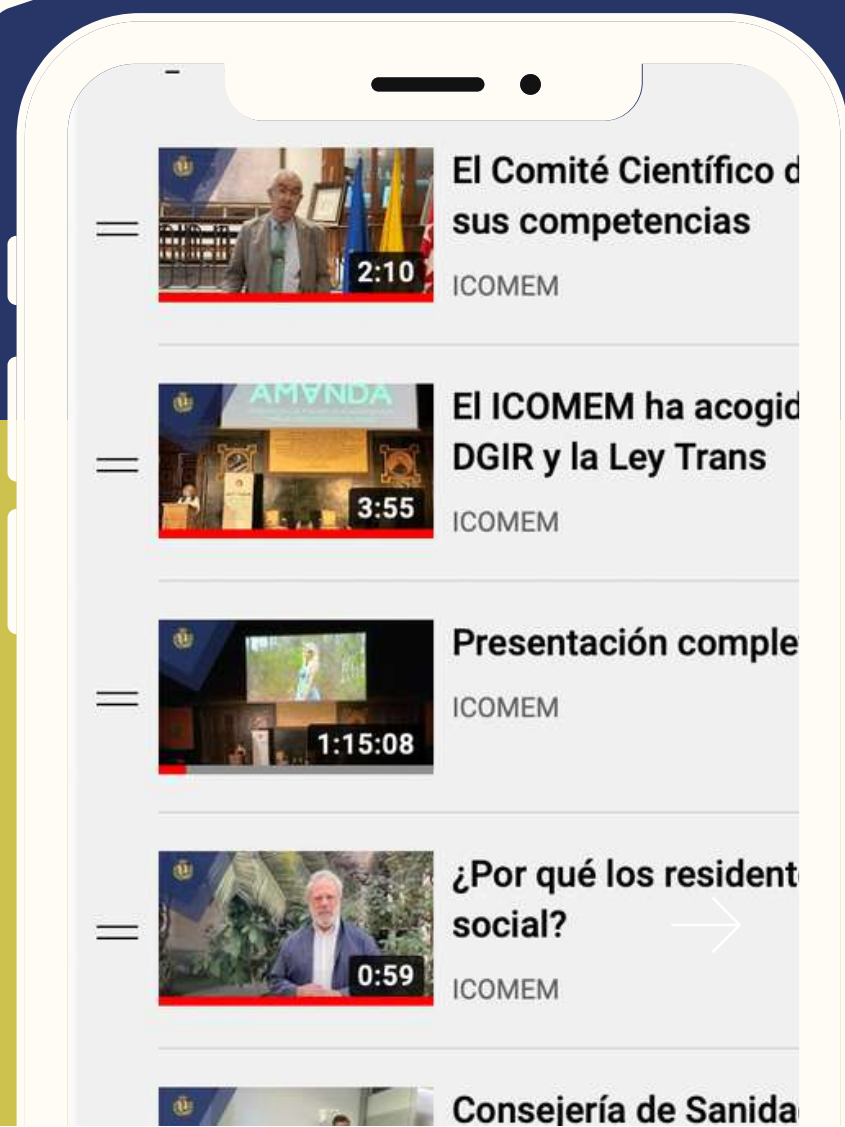 El Comité Científico d
sus competencias
2:10
ICOMEM
AMANDA
El ICOMEM ha acogid
DGIR y la Ley Trans
3:55
ICOMEM
Presentación comple
ICOMEM
1:15:08
¿Por qué los resident
social?
0:59
ICOMEM
Consejería de Sanida